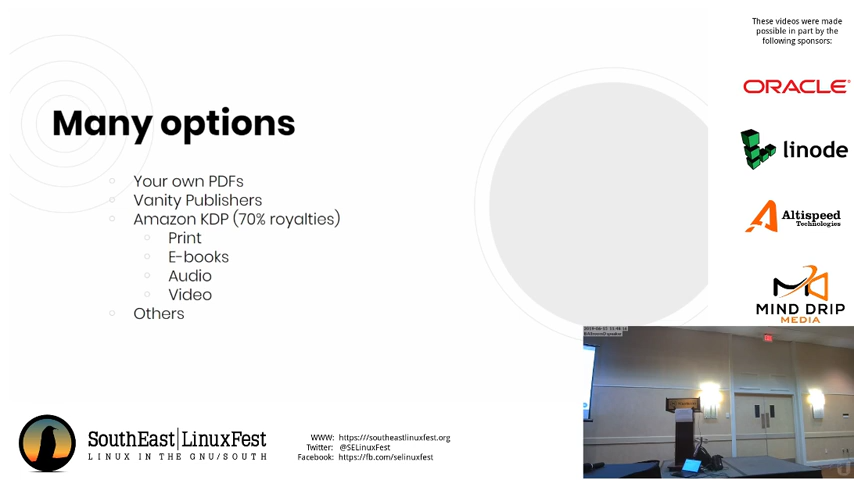 These videos were made
possible in part by the
following sponsors:
ORACLE
linode
Altispeed
Technologies
MIND DRIP
MEDIA
Many options
Your own PDFs
Vanity Publishers
Amazon KDP (70% royalties)
Print
E-books
Audio
Video
Others
SouthEast|LinuxFest
LINUX IN THE GNU/SOUTH
WWW: https:///southeastlinuxfest.org
Twitter: @SELinuxFest
Facebook: https://fb.com/selinuxfest